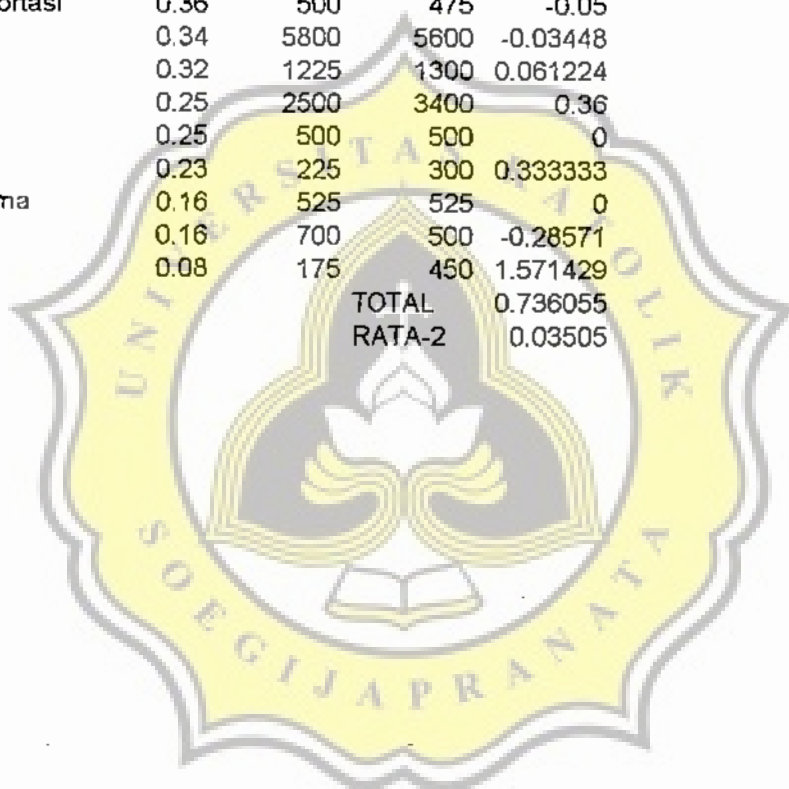 0.36 500 475 -0.05
0.34 5800 5600 -0.03448
0.32 1225 1300 0.061224
0.25 2500 3400 0.36
0.25 500 500 0
0.23 225 300 0.333333
0.16 525 525 0
0.16 700 500 -0.28571
0.08 175 450 1.571429
TOTAL 0.736055
RATA-2 0.03505
UNIVERSITAS KATOLIK
SOEGIJAPRANATA